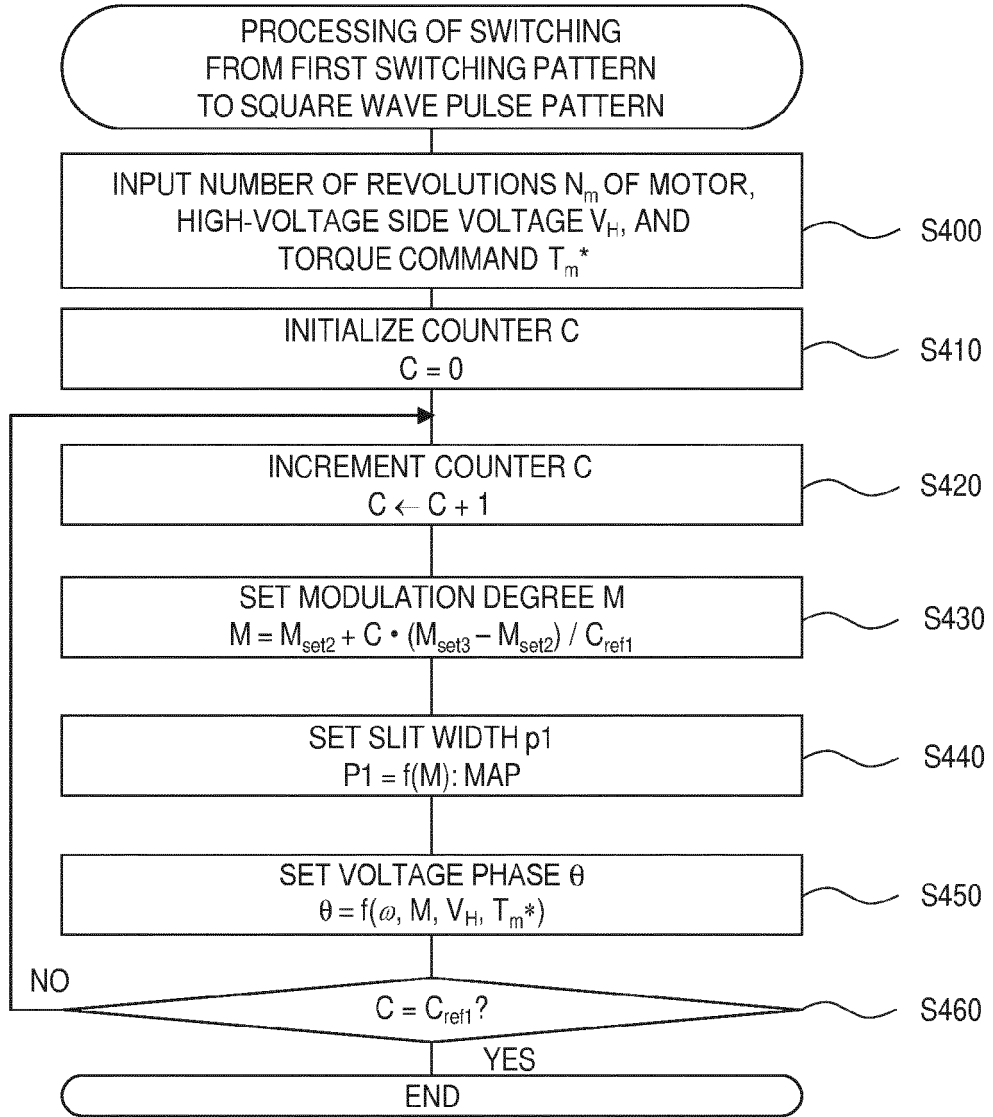 PROCESSING OF SWITCHING
FROM FIRST SWITCHING PATTERN
TO SQUARE WAVE PULSE PATTERN
INPUT NUMBER OF REVOLUTIONS Nm OF MOTOR,
HIGH-VOLTAGE SIDE VOLTAGE VH, AND
TORQUE COMMAND Tm*
S400
INITIALIZE COUNTER C
C = 0
S410
INCREMENT COUNTER C
C ← C + 1
S420
SET MODULATION DEGREE M
M = Mset2 + C • (Mset3 – Mset2) / Cref1
S430
SET SLIT WIDTH p1
P1 = f(M): MAP
S440
SET VOLTAGE PHASE θ
θ = f(ω, M, VH, Tm*)
S450
NO
C = Cref1?
S460
YES
END